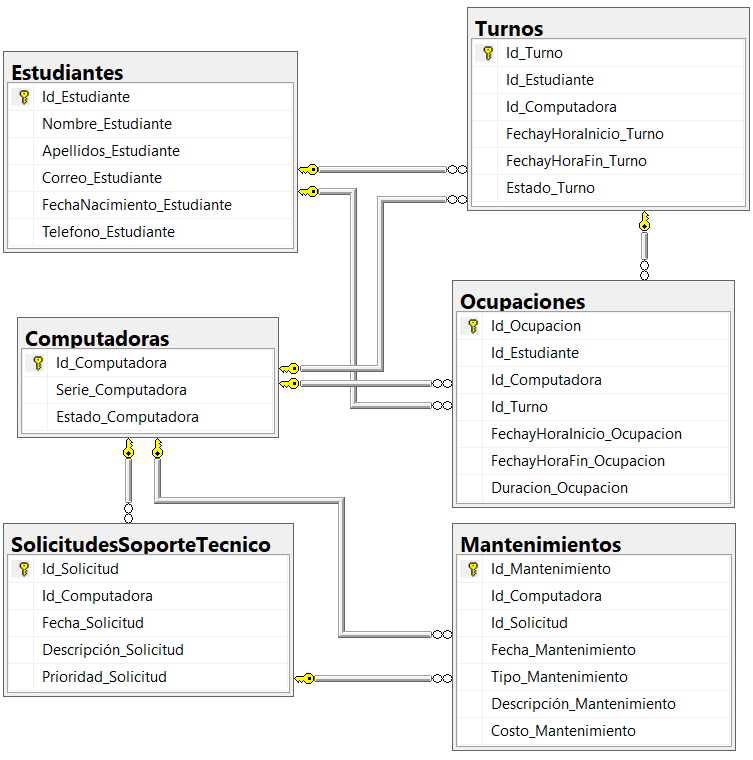 Estudiantes
Id_Estudiante
Nombre_Estudiante
Apellidos_Estudiante
Correo_Estudiante
FechaNacimiento_Estudiante
Telefono_Estudiante
Turnos
Id_Turno
Id_Estudiante
Id_Computadora
FechayHoraInicio_Turno
FechayHoraFin_Turno
Estado_Turno
Computadoras
Id_Computadora
Serie_Computadora
Estado_Computadora
Ocupaciones
Id_Ocupacion
Id_Estudiante
Id_Computadora
Id_Turno
FechayHoraInicio_Ocupacion
FechayHoraFin_Ocupacion
Duracion_Ocupacion
SolicitudesSoporteTecnico
Id_Solicitud
Id_Computadora
Fecha_Solicitud
Descripción_Solicitud
Prioridad_Solicitud
Mantenimientos
Id_Mantenimiento
Id_Computadora
Id_Solicitud
Fecha_Mantenimiento
Tipo_Mantenimiento
Descripción_Mantenimiento
Costo_Mantenimiento